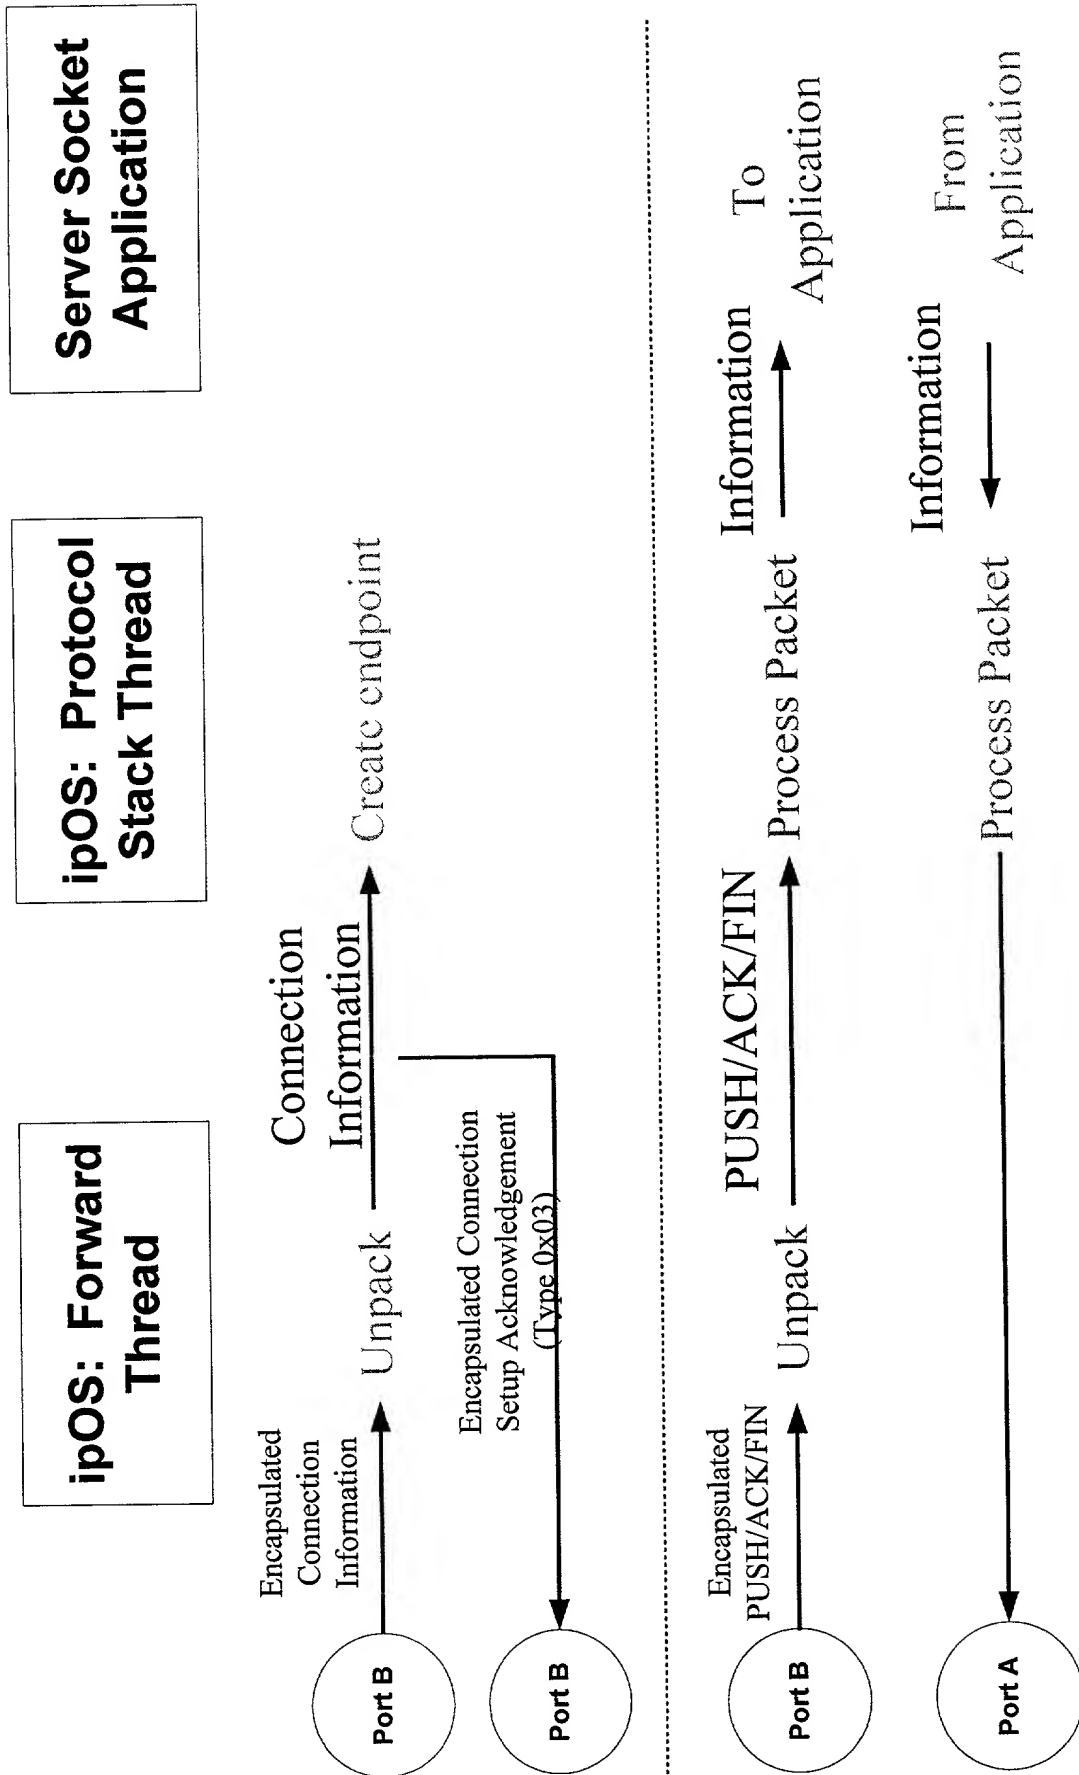 ipOS: Forward
Thread
ipOS: Protocol
Stack Thread
Server Socket
Application
Encapsulated
Connection
Information
Port B
Unpack
Connection
Information
Create endpoint
Encapsulated Connection
Setup Acknowledgement
(Type 0x03)
Port B
Encapsulated
PUSH/ACK/FIN
Port B
Unpack
PUSH/ACK/FIN
Process Packet
Information
To
Application
Port A
Process Packet
Information
From
Application